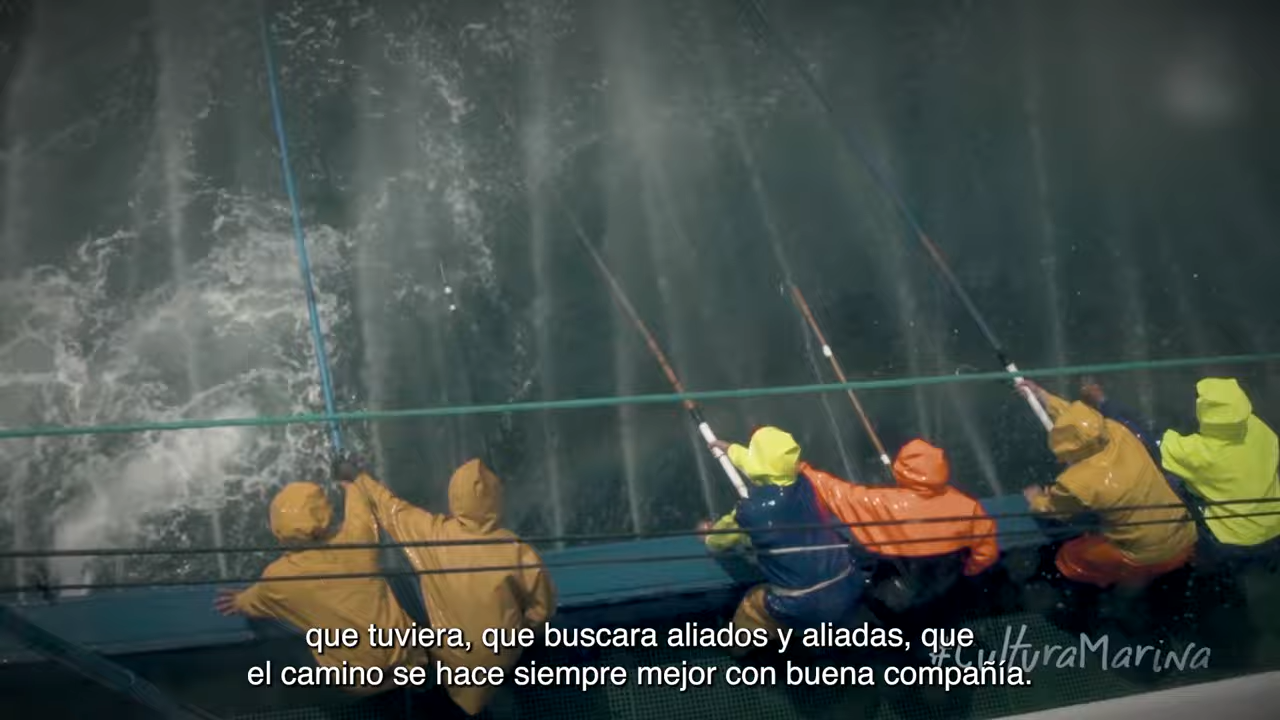 que tuviera, que buscara aliados y aliadas, que
el camino se hace siempre mejor con buena compañía.
#CulturaMarina